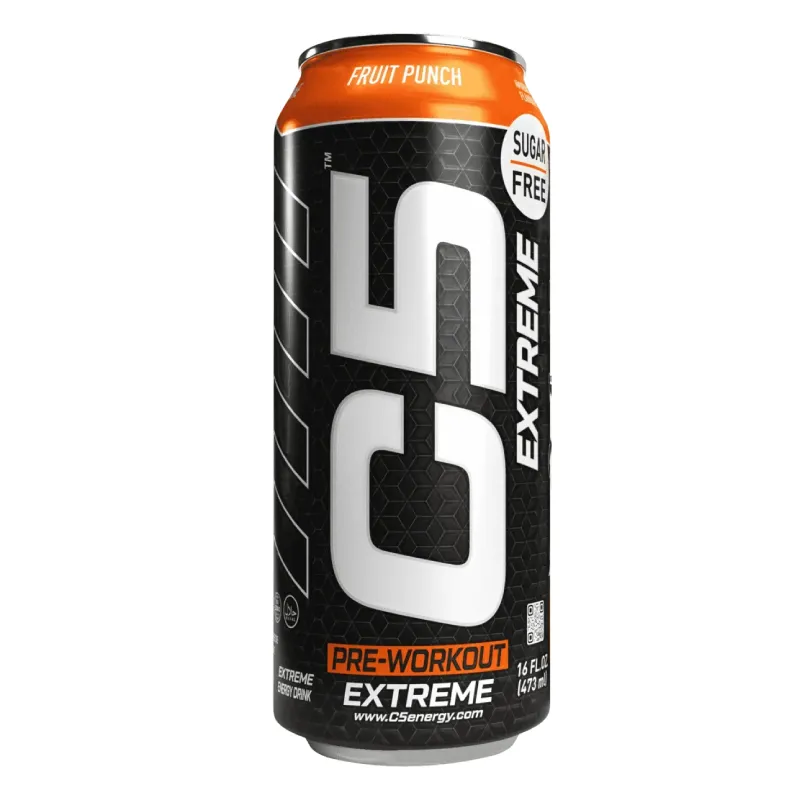 FRUIT PUNCH
SUGAR
FREE
™
C5
EXTREME
PRE-WORKOUT
EXTREME
www.C5energy.com
16 FL.OZ
(473 ml)
EXTREME
ENERGY DRINK